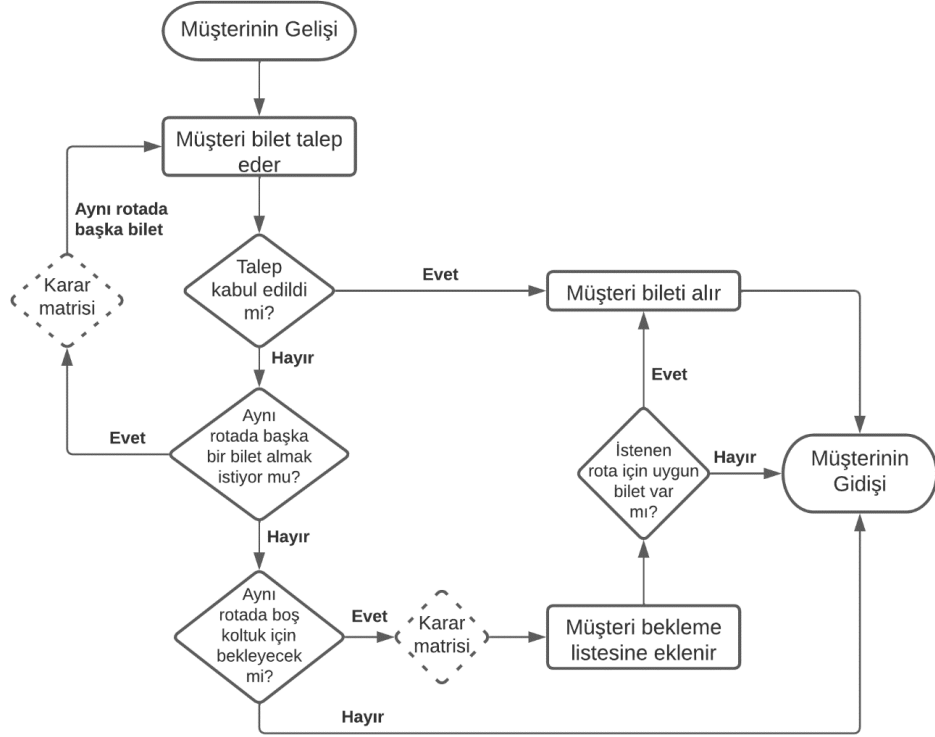 Müşterinin Gelişi
Müşteri bilet talep
eder
Aynı rotada
başka bilet
Karar
matrisi
Talep
kabul edildi
mi?
Evet
Müşteri bileti alır
Hayır
Evet
Aynı
rotada başka
bir bilet almak
istiyor mu?
Evet
İstenen
rota için uygun
bilet var
mı?
Hayır
Müşterinin
Gidişi
Hayır
Aynı
rotada boş
koltuk için
bekleyecek
mi?
Evet
Karar
matrisi
Müşteri bekleme
listesine eklenir
Hayır